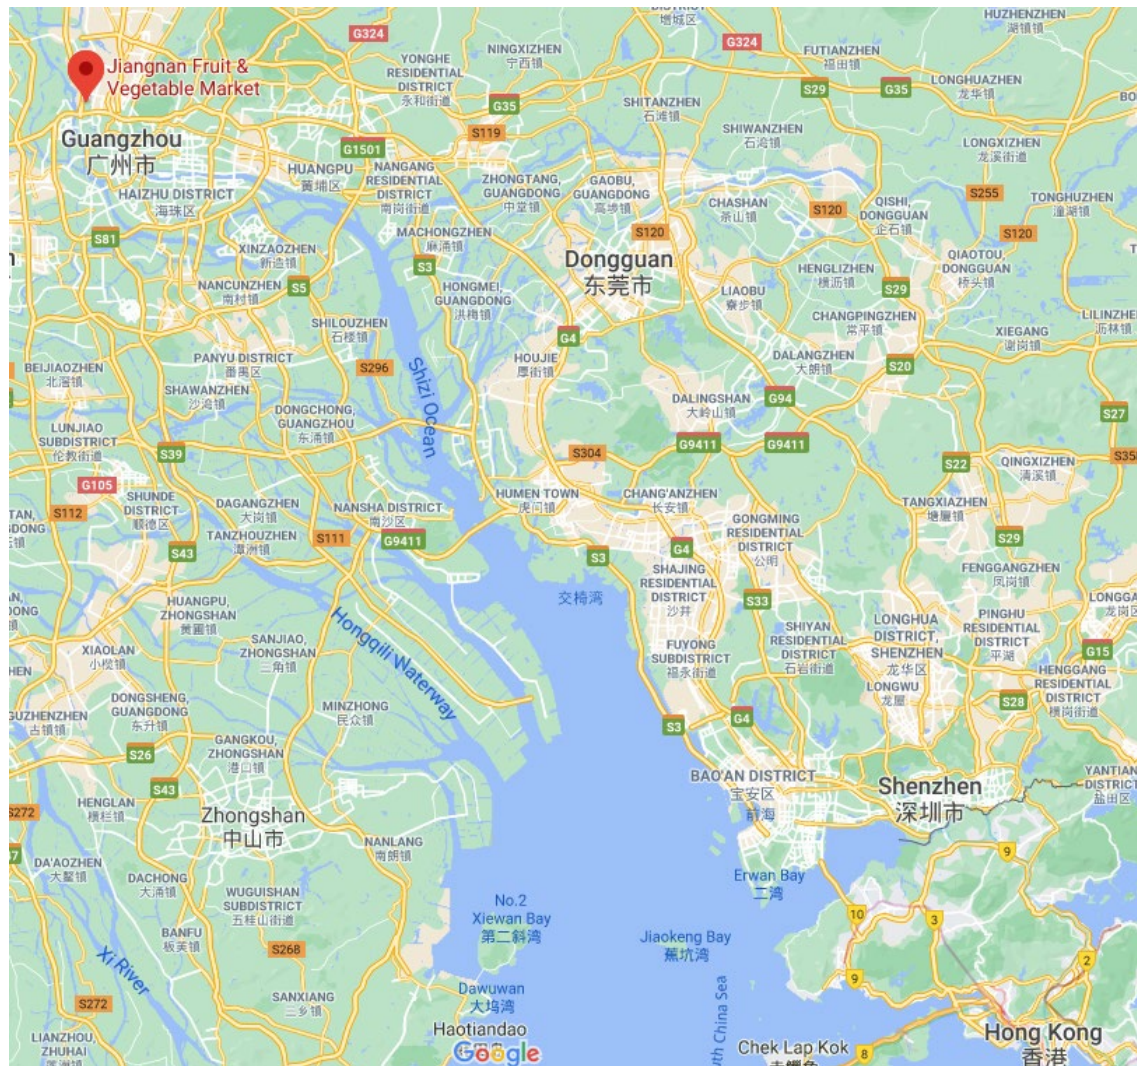 G324
HUZHENZHEN
湖镇镇
DISTRICT
增城区
Jiangnan Fruit &
Vegetable Market
YONGHE
RESIDENTIAL
DISTRICT
永和街道
NINGXIZHEN
宁西镇
G324
FUTIANZHEN
福田镇
S29
G35
LONGHUAZHEN
龙华镇
G35
SHITANZHEN
石滩镇
Guangzhou
广州市
G1501
S119
SHIWANZHEN
石湾镇
LONGXIZHEN
龙溪街道
HUANGPU
黄埔区
NANGANG
RESIDENTIAL
DISTRICT
南岗街道
ZHONGTANG,
GUANGDONG
中堂镇
GAOBU,
GUANGDONG
高埗镇
CHASHAN
茶山镇
S120
QISHI,
DONGGUAN
企石镇
S255
TONGHUZHEN
潼湖镇
HAIZHU DISTRICT
海珠区
S81
XINZAOZHEN
新造镇
MACHONGZHEN
麻涌镇
S3
S120
S120
Dongguan
东莞市
HENGLIZHEN
横沥镇
QIAOTOU,
DONGGUAN
桥头镇
NANCUNZHEN
南村镇
S5
HONGMEI,
GUANGDONG
洪梅镇
LIAOBU
寮步镇
S29
CHANGPINGZHEN
常平镇
LILINZHEN
沥林镇
SHILOUZHEN
石楼镇
G4
XIEGANG
谢岗镇
BEIJIAOZHEN
北滘镇
PANYU DISTRICT
番禺区
S296
Shizi Ocean
HOUJIE
厚街镇
DALANGZHEN
大朗镇
S20
SHAWANZHEN
沙湾镇
DALINGSHAN
大岭山镇
G94
S27
LUNJIAO
SUBDISTRICT
伦教街道
DONGCHONG,
GUANGZHOU
东涌镇
S39
S304
G9411
G9411
S22
QINGXIZHEN
清溪镇
G105
SHUNDE
DISTRICT
顺德区
DAGANGZHEN
大岗镇
NANSHA DISTRICT
南沙区
HUMEN TOWN
虎门镇
CHANG'ANZHEN
长安镇
TANGXIAZHEN
塘厦镇
S112
TANZHOUZHEN
潭洲镇
S111
G9411
GONGMING
RESIDENTIAL
DISTRICT
公明
S29
S43
S3
G4
FENGGANGZHEN
凤岗镇
HUANGPU,
ZHONGSHAN
黄圃镇
交椅湾
SHAJING
RESIDENTIAL
DISTRICT
沙井
S33
XIAOLAN
小榄镇
SANJIAO,
ZHONGSHAN
三角镇
Hongqili Waterway
FUYONG
SUBDISTRICT
福永街道
SHIYAN
RESIDENTIAL
DISTRICT
石岩街道
LONGHUA
DISTRICT,
SHENZHEN
龙华区
PINGHU
RESIDENTIAL
DISTRICT
平湖
G15
HENGGANG
RESIDENTIAL
DISTRICT
横岗街道
DONGSHENG,
GUANGDONG
东升镇
MINZHONG
民众镇
LONGWU
龙屋
S28
GUZHENZHEN
古镇镇
S26
GANGKOU,
ZHONGSHAN
港口镇
S3
G4
S43
BAO'AN DISTRICT
宝安区
前海
Shenzhen
深圳市
YANTIAN
DISTRICT
盐田区
HENGLAN
横栏镇
S272
Zhongshan
中山市
NANLANG
南朗镇
9
DA'AOZHEN
大鳌镇
DACHONG
大涌镇
WUGUISHAN
SUBDISTRICT
五桂山街道
Erwan Bay
二湾
10
3
No.2
Xiewan Bay
第二斜湾
BANFU
板芙镇
S268
Jiaokeng Bay
蕉坑湾
2
Xi River
9
S272
SANXIANG
三乡镇
Dawuwan
大坞湾
LIANZHOU,
ZHUHAI
Haotiandao
Google
Chek Lap Kok
8
Hong Kong
香港